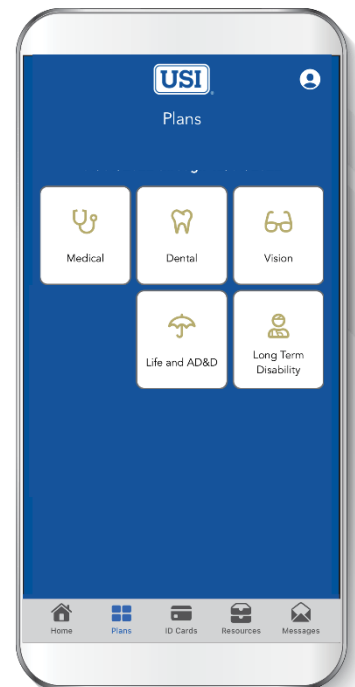 USI
Plans
Medical
Dental
Vision
Life and AD&D
Long Term
Disability
Home
Plans
ID Cards
Resources
Messages